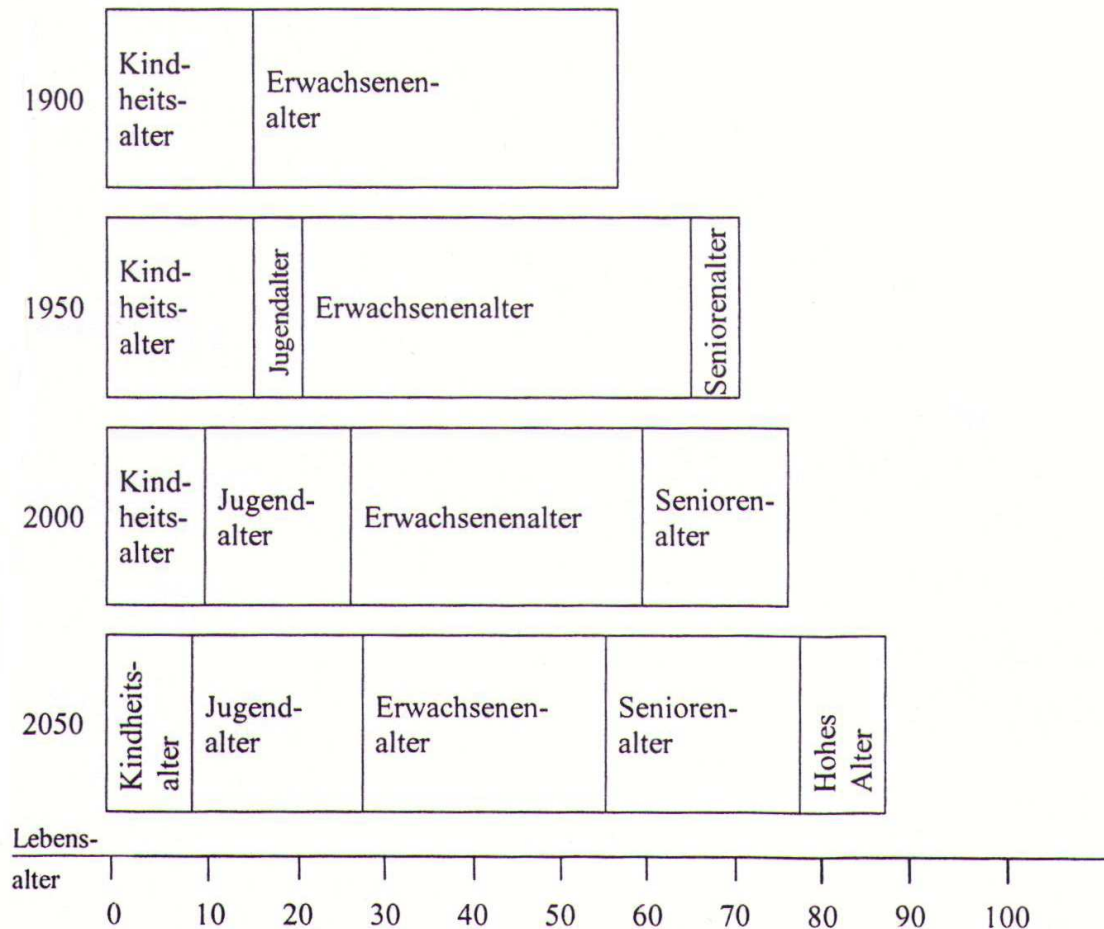 1900
Kind-
heits-
alter
Erwachsenen-
alter
1950
Kind-
heits-
alter
Jugendalter
Erwachsenenalter
Seniorenalter
2000
Kind-
heits-
alter
Jugend-
alter
Erwachsenenalter
Senioren-
alter
2050
Kindheits-
alter
Jugend-
alter
Erwachsenen-
alter
Senioren-
alter
Hohes
Alter
Lebens-
alter
0 10 20 30 40 50 60 70 80 90 100